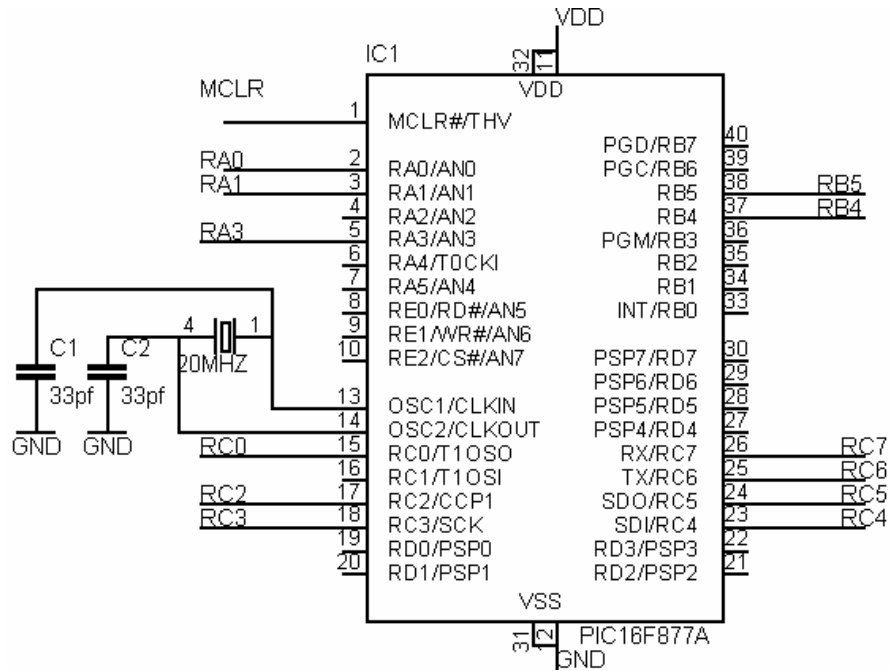 VDD
IC1
32
11
VDD
MCLR
1
MCLR#/THV
RA0
2
RA0/AN0
RA1
3
RA1/AN1
4
RA2/AN2
RA3
5
RA3/AN3
6
RA4/T0CKI
7
RA5/AN4
8
RE0/RD#/AN5
9
RE1/WR#/AN6
10
RE2/CS#/AN7
4
1
20MHZ
C1
C2
33pf
33pf
GND
GND
13
OSC1/CLKIN
14
OSC2/CLKOUT
RC0
15
RC0/T1OSO
16
RC1/T1OSI
RC2
17
RC2/CCP1
RC3
18
RC3/SCK
19
RD0/PSP0
20
RD1/PSP1
PGD/RB7
40
PGC/RB6
39
RB5
38
RB5
RB4
37
RB4
PGM/RB3
36
RB2
35
RB1
34
INT/RB0
33
PSP7/RD7
30
PSP6/RD6
29
PSP5/RD5
28
PSP4/RD4
27
RX/RC7
26
RC7
TX/RC6
25
RC6
SDO/RC5
24
RC5
SDI/RC4
23
RC4
RD3/PSP3
22
RD2/PSP2
21
VSS
31
12
PIC16F877A
GND